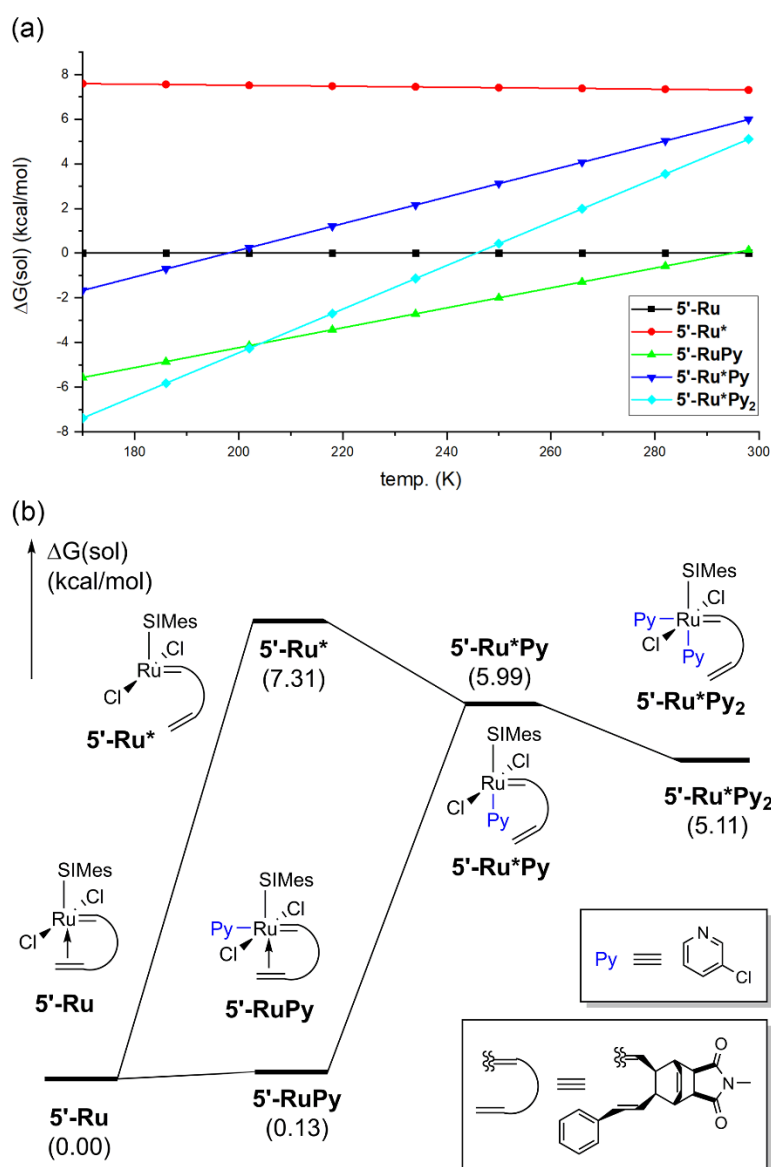 (a)
8
6
4
2
0
-2
-4
-6
-8
ΔG(sol) (kcal/mol)
180
200
220
240
260
280
300
temp. (K)
5'-Ru
5'-Ru*
5'-RuPy
5'-Ru*Py
5'-Ru*Py₂
(b)
ΔG(sol)
(kcal/mol)
SIMes
Cl
Ru
Cl
5'-Ru*
5'-Ru*
(7.31)
5'-Ru*Py
(5.99)
SIMes
Py
Cl
Ru
Cl
Py
5'-Ru*Py₂
SIMes
Cl
Ru
Cl
Py
5'-Ru*Py
5'-Ru*Py₂
(5.11)
SIMes
Cl
Ru
Cl
5'-Ru
SIMes
Cl
Py
Ru
Cl
5'-RuPy
Py
N
Cl
5'-Ru
(0.00)
5'-RuPy
(0.13)
O
N
O